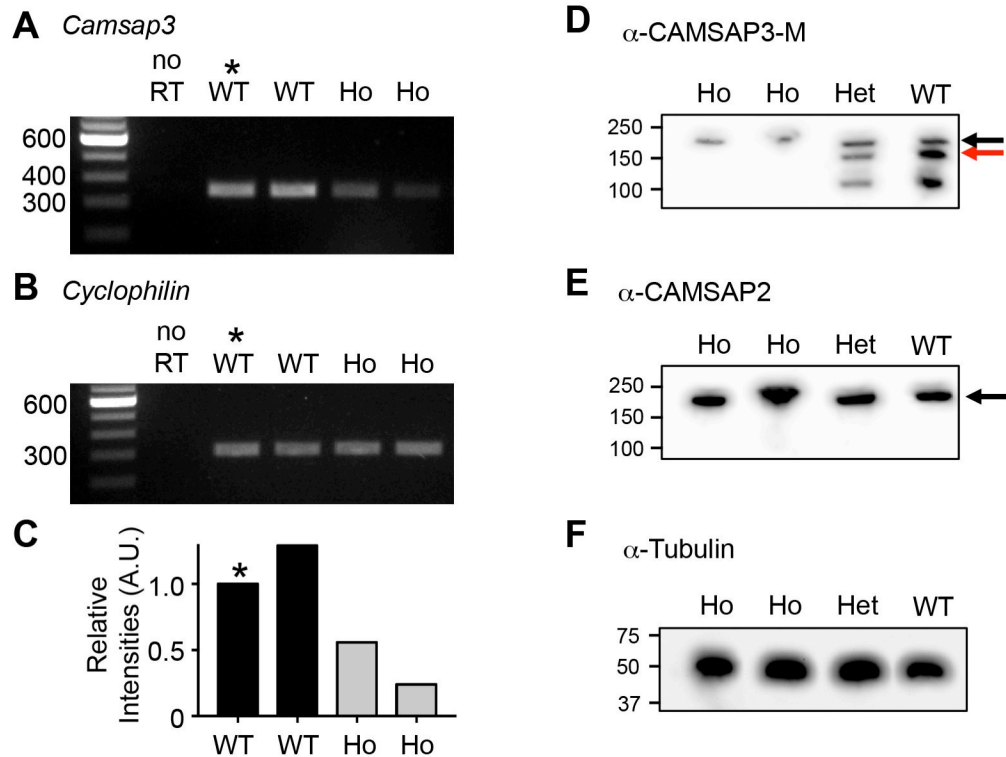 A Camsap3
no
RT * WT WT Ho Ho
600
400
300
B Cyclophilin
no
RT * WT WT Ho Ho
600
300
C
Relative
Intensities (A.U.)
1.0
0.5
0
*
WT WT Ho Ho
D α-CAMSAP3-M
Ho Ho Het WT
250
150
100
E α-CAMSAP2
Ho Ho Het WT
250
150
100
F α-Tubulin
Ho Ho Het WT
75
50
37